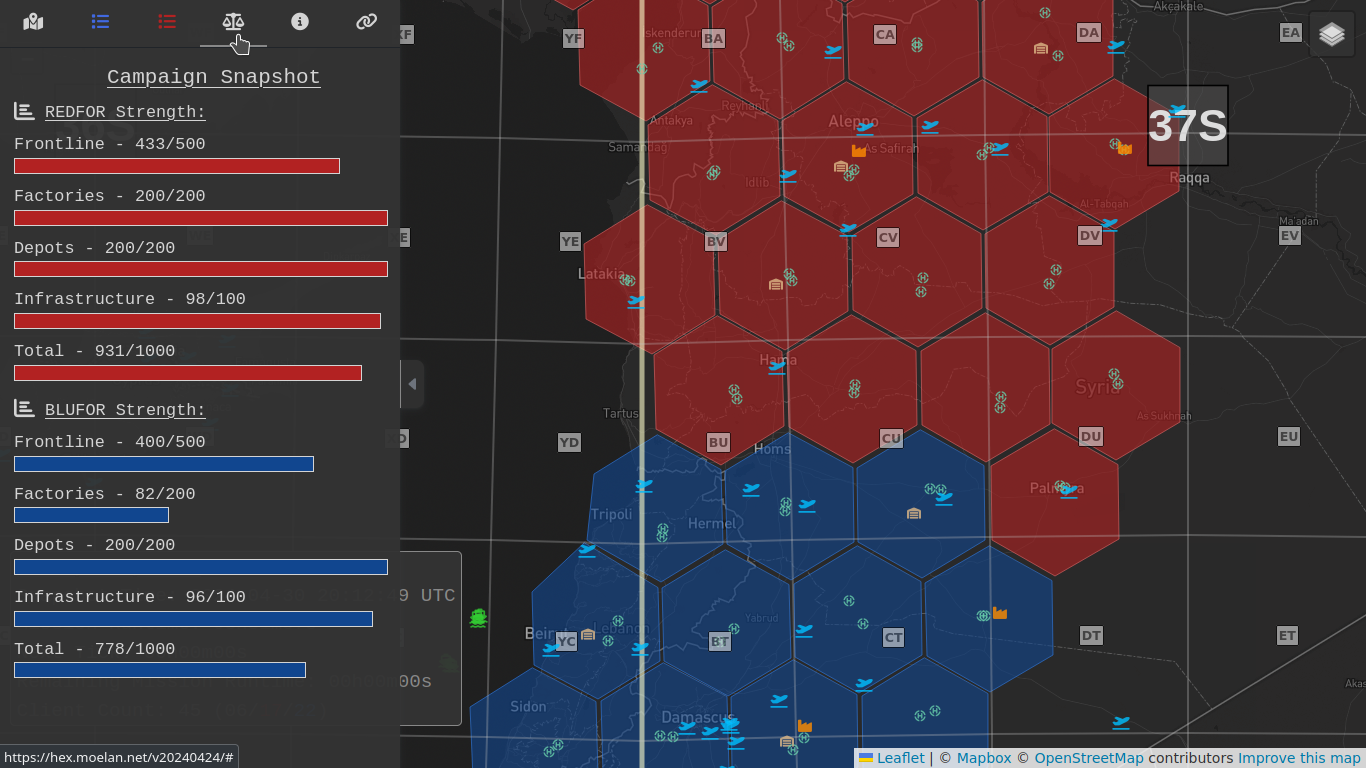 Campaign Snapshot
REDFOR Strength:
Frontline - 433/500
Factories - 200/200
Depots - 200/200
Infrastructure - 98/100
Total - 931/1000
BLUFOR Strength:
Frontline - 400/500
Factories - 82/200
Depots - 200/200
Infrastructure - 96/100
Total - 778/1000
https://hex.moelan.net/v20240424/#
9 UTC
00s
Akçakale
YF
BA
CA
DA
EA
Reyhanlı
Antakya
Aleppo
37S
Samandağ
As Safirah
Idlib
Raqqa
Al-Tabqah
Ma'adan
YE
BV
CV
DV
EV
Latakia
Hama
Syria
Tartus
As Sukhnah
YD
BU
CU
DU
EU
Homs
Palmyra
Tripoli
Hermel
Yabrud
Beirut
Lebanon
YC
BT
CT
DT
ET
Sidon
Damascus
Leaflet | © Mapbox © OpenStreetMap contributors Improve this map